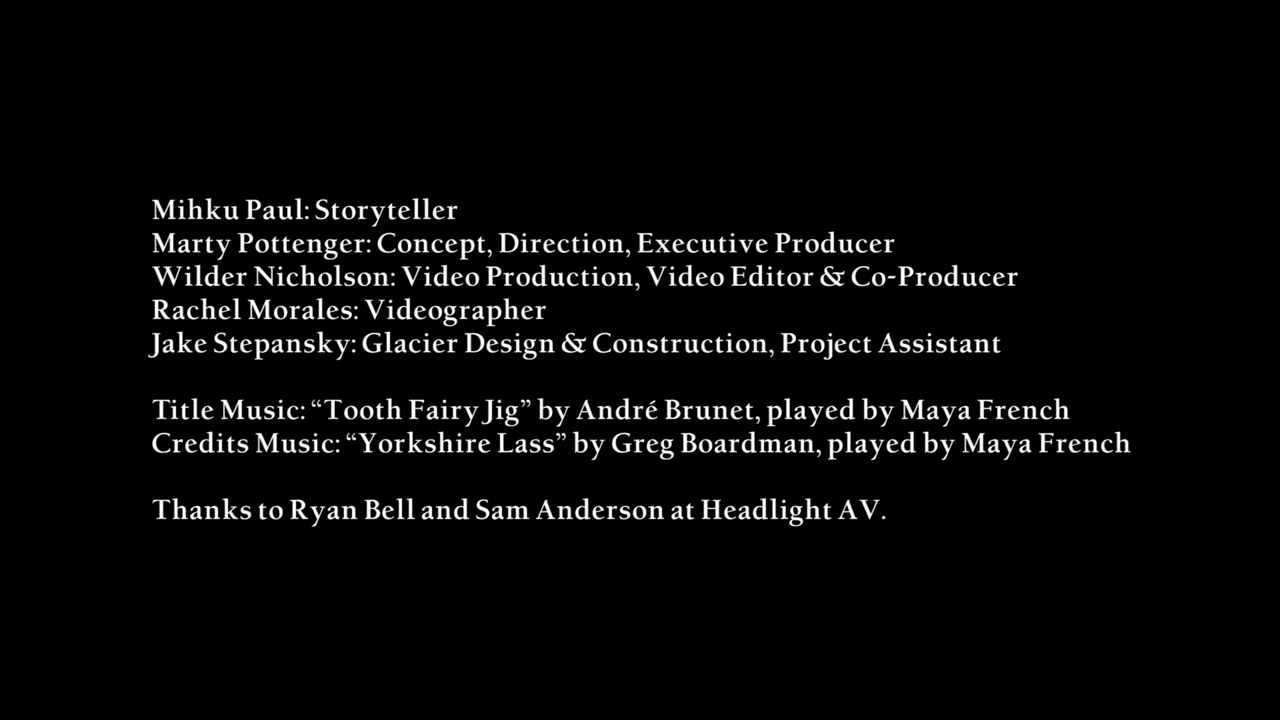 Mihku Paul: Storyteller
Marty Pottenger: Concept, Direction, Executive Producer
Wilder Nicholson: Video Production, Video Editor & Co-Producer
Rachel Morales: Videographer
Jake Stepansky: Glacier Design & Construction, Project Assistant
Title Music: “Tooth Fairy Jig” by André Brunet, played by Maya French
Credits Music: “Yorkshire Lass” by Greg Boardman, played by Maya French
Thanks to Ryan Bell and Sam Anderson at Headlight AV.